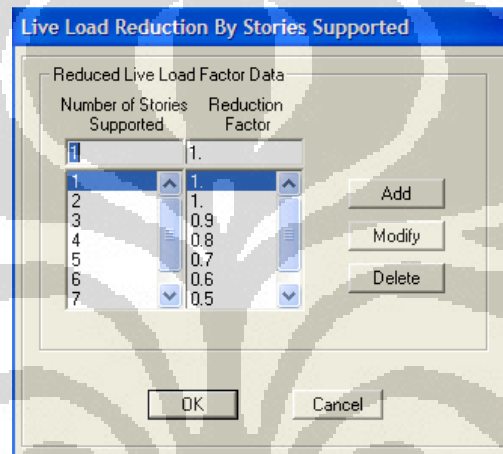 Live Load Reduction By Stories Supported
Reduced Live Load Factor Data
Number of Stories Reduction
Supported Factor
1 1.
1. 1.
2 1.
3 0.9
4 0.8
5 0.7
6 0.6
7 0.5
Add
Modify
Delete
OK Cancel